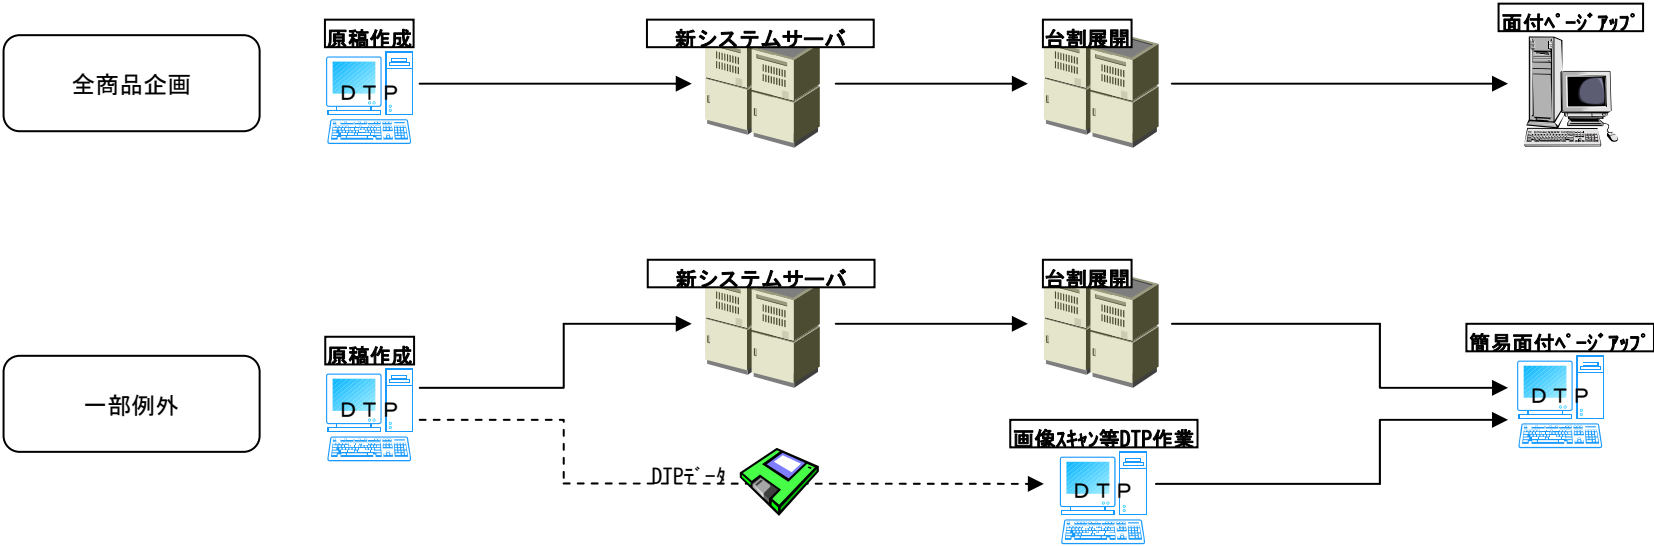 原稿作成
新システムサーバ
台割展開
面付ﾍﾟｰｼﾞｱｯﾌﾟ
全商品企画
ＤＴＰ
新システムサーバ
台割展開
原稿作成
簡易面付ﾍﾟｰｼﾞｱｯﾌﾟ
一部例外
ＤＴＰ
ＤＴＰ
画像ｽｷｬﾝ等DTP作業
DTPﾃﾞｰﾀ
ＤＴＰ